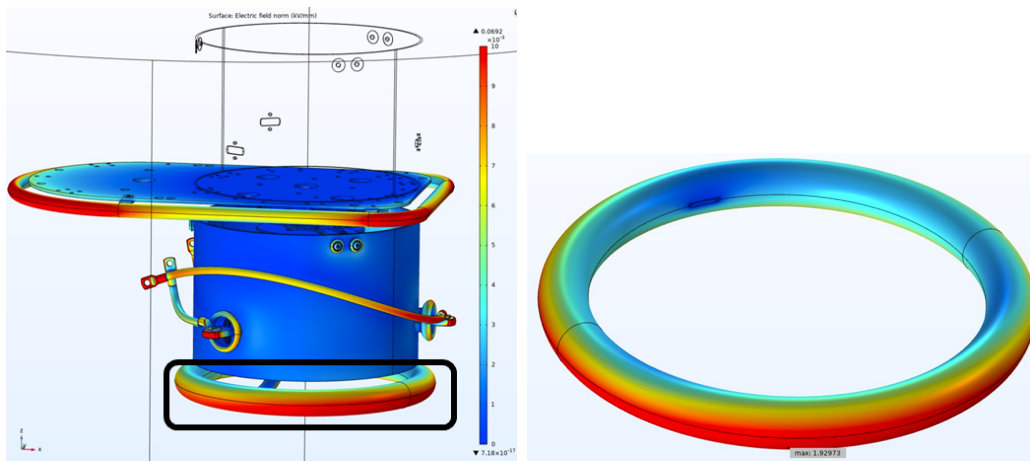 Surface: Electric field norm (kV/mm)
▲ 0.0692
×10⁻³
10
9
8
7
6
5
4
3
2
1
0
▼ 7.18×10⁻¹⁷
z
y
x
max: 1.92973